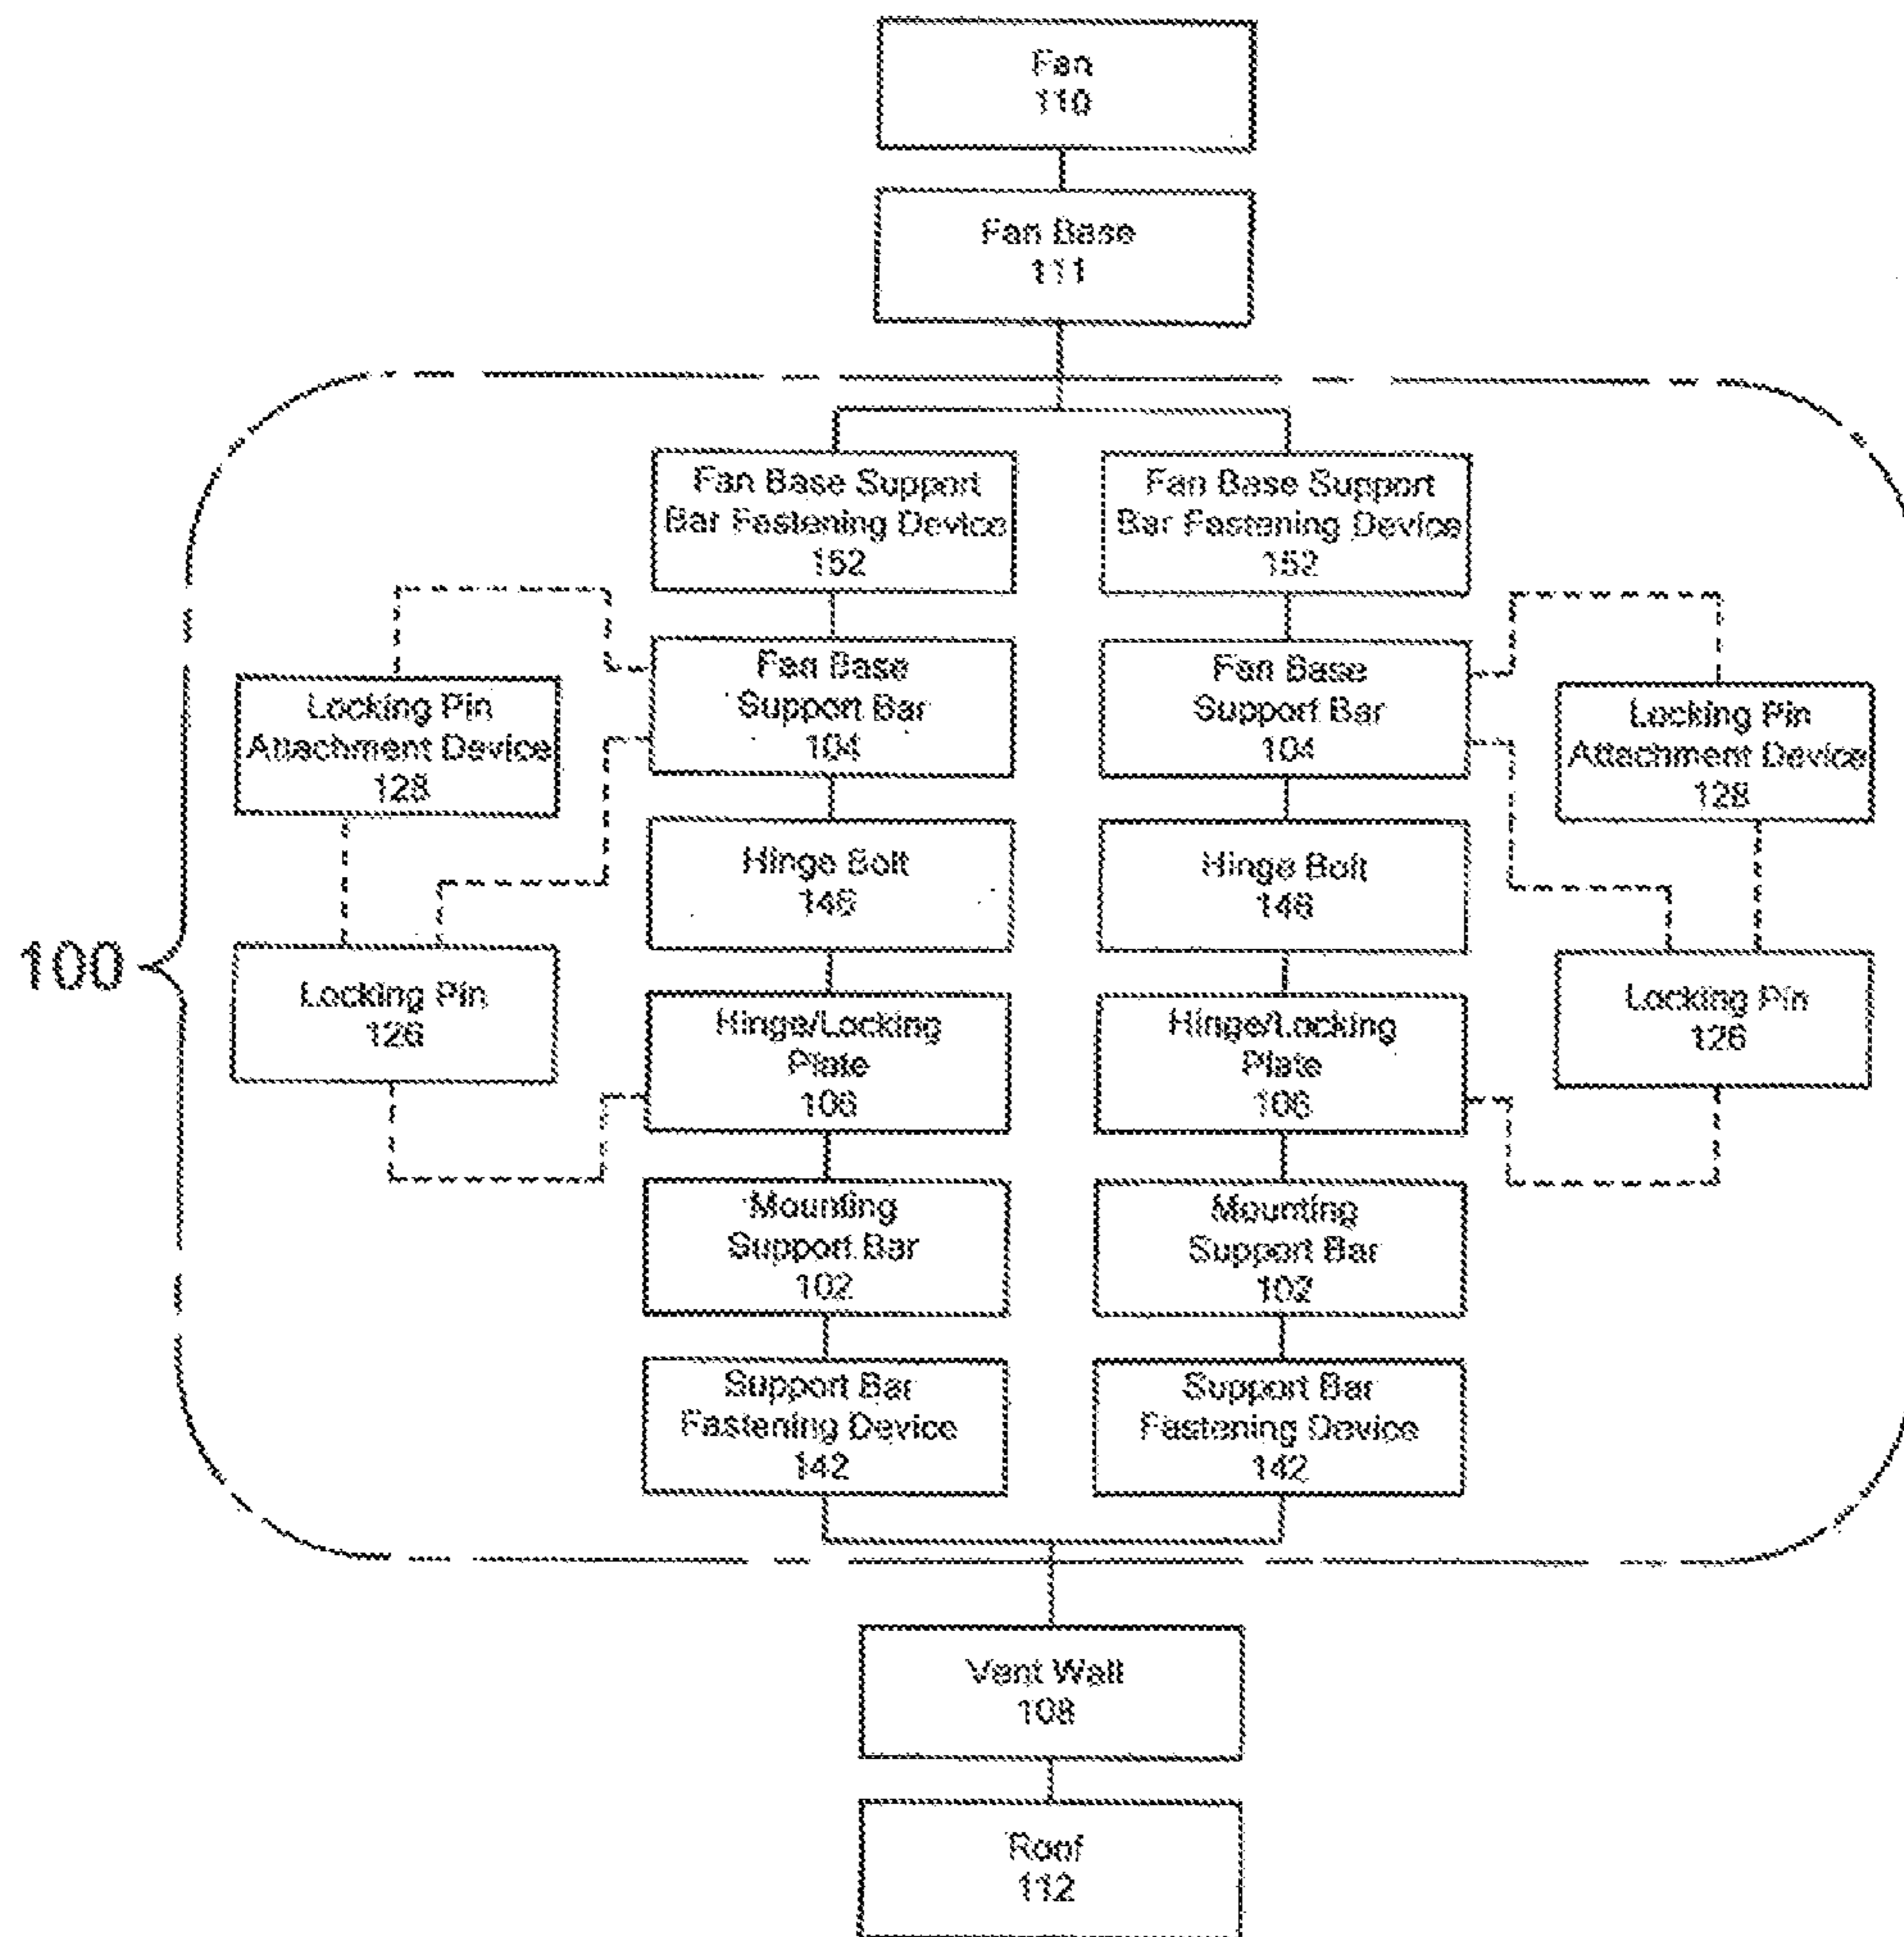 Fan
110
Fan Base
111
Fan Base Support
Bar Fastening Device
152
Fan Base Support
Bar Fastening Device
152
Locking Pin
Attachment Device
128
Fan Base
Support Bar
104
Fan Base
Support Bar
104
Locking Pin
Attachment Device
128
Hinge Bolt
146
Hinge Bolt
146
100
Locking Pin
126
Hinge/Locking
Plate
106
Hinge/Locking
Plate
106
Locking Pin
126
Mounting
Support Bar
102
Mounting
Support Bar
102
Support Bar
Fastening Device
142
Support Bar
Fastening Device
142
Vent Wall
108
Roof
112